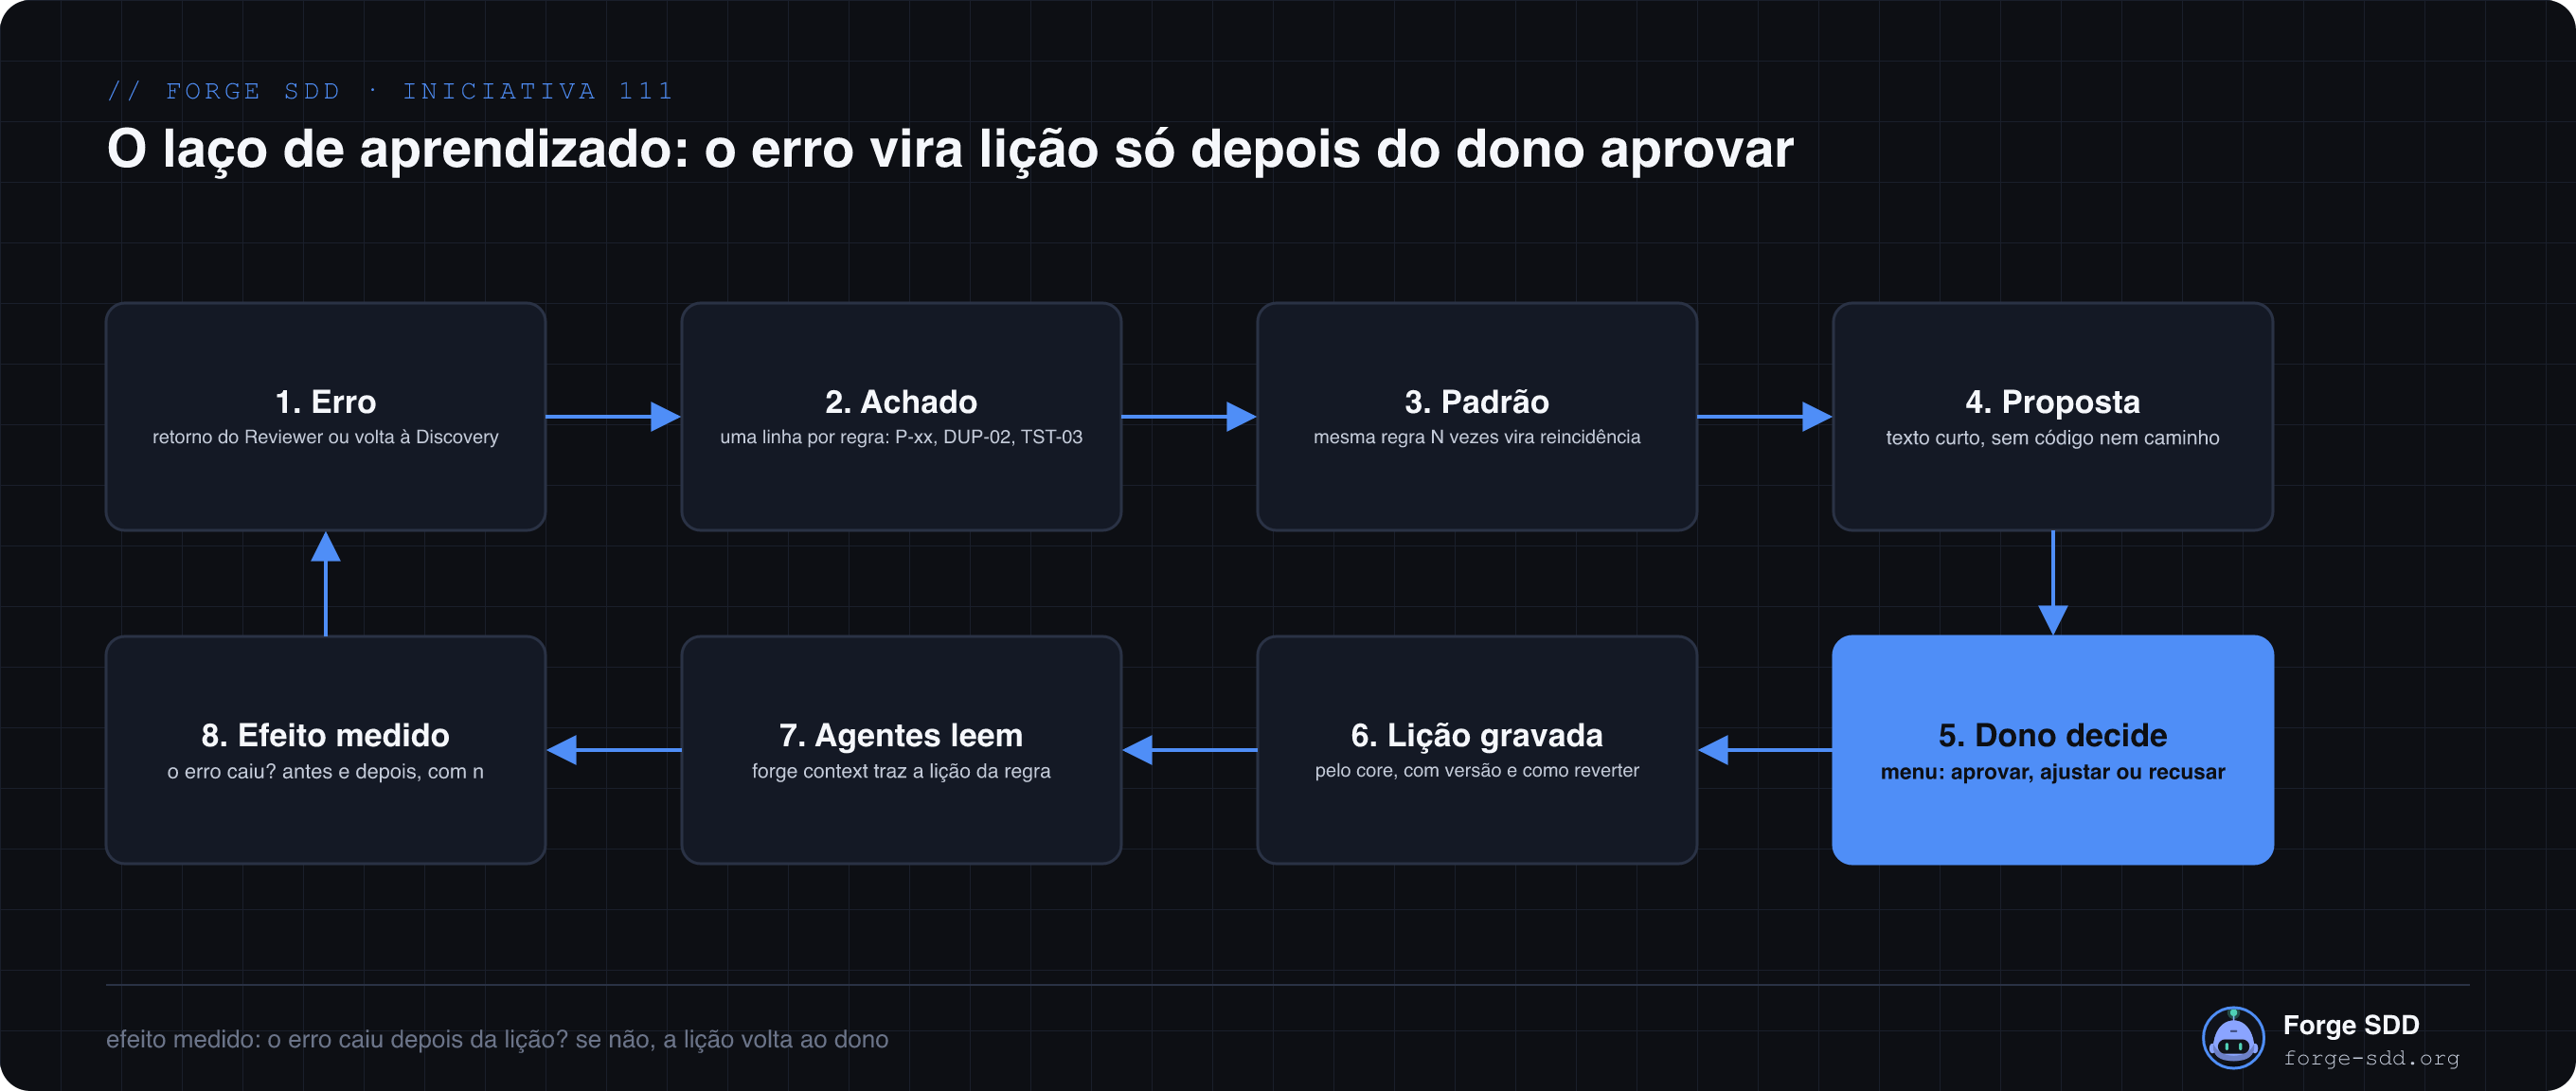 // FORGE SDD · INICIATIVA 111
O laço de aprendizado: o erro vira lição só depois do dono aprovar
1. Erro
retorno do Reviewer ou volta à Discovery
2. Achado
uma linha por regra: P-xx, DUP-02, TST-03
3. Padrão
mesma regra N vezes vira reincidência
4. Proposta
texto curto, sem código nem caminho
5. Dono decide
menu: aprovar, ajustar ou recusar
6. Lição gravada
pelo core, com versão e como reverter
7. Agentes leem
forge context traz a lição da regra
8. Efeito medido
o erro caiu? antes e depois, com n
efeito medido: o erro caiu depois da lição? se não, a lição volta ao dono
Forge SDD
forge-sdd.org